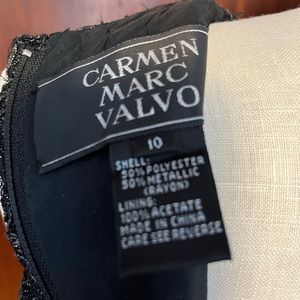 CARMEN
MARC
VALVO
10
SHELL:
50% POLYESTER
50% METALLIC
(RAYON)
LINING:
100% ACETATE
MADE IN CHINA
CARE SEE REVERSE